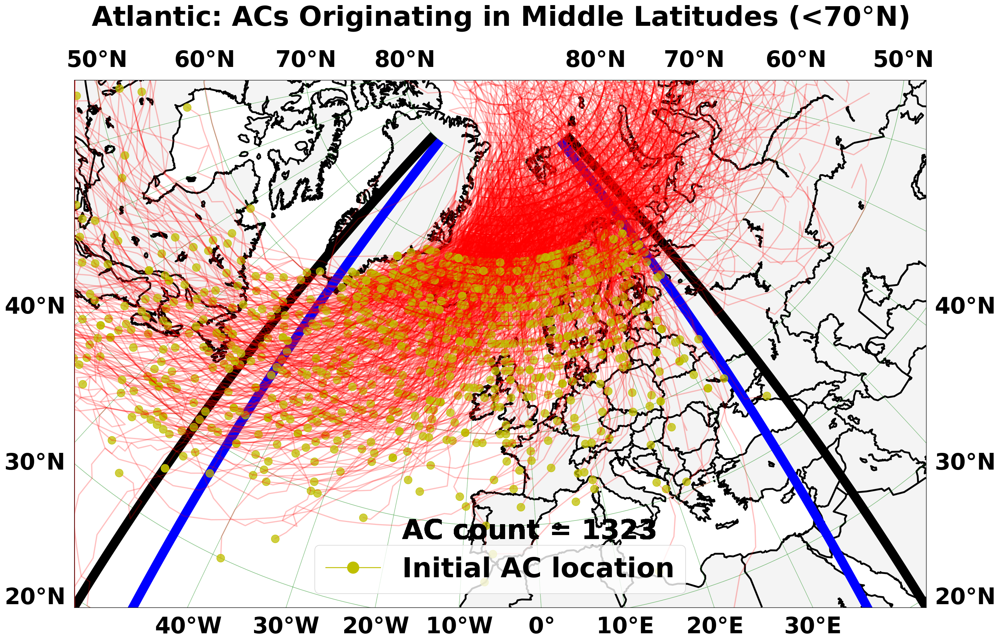 Atlantic: ACs Originating in Middle Latitudes (<70°N)
50°N 60°N 70°N 80°N 80°N 70°N 60°N 50°N
40°N 40°N
30°N 30°N
AC count = 1323
Initial AC location
20°N 20°N
40°W 30°W 20°W 10°W 0° 10°E 20°E 30°E